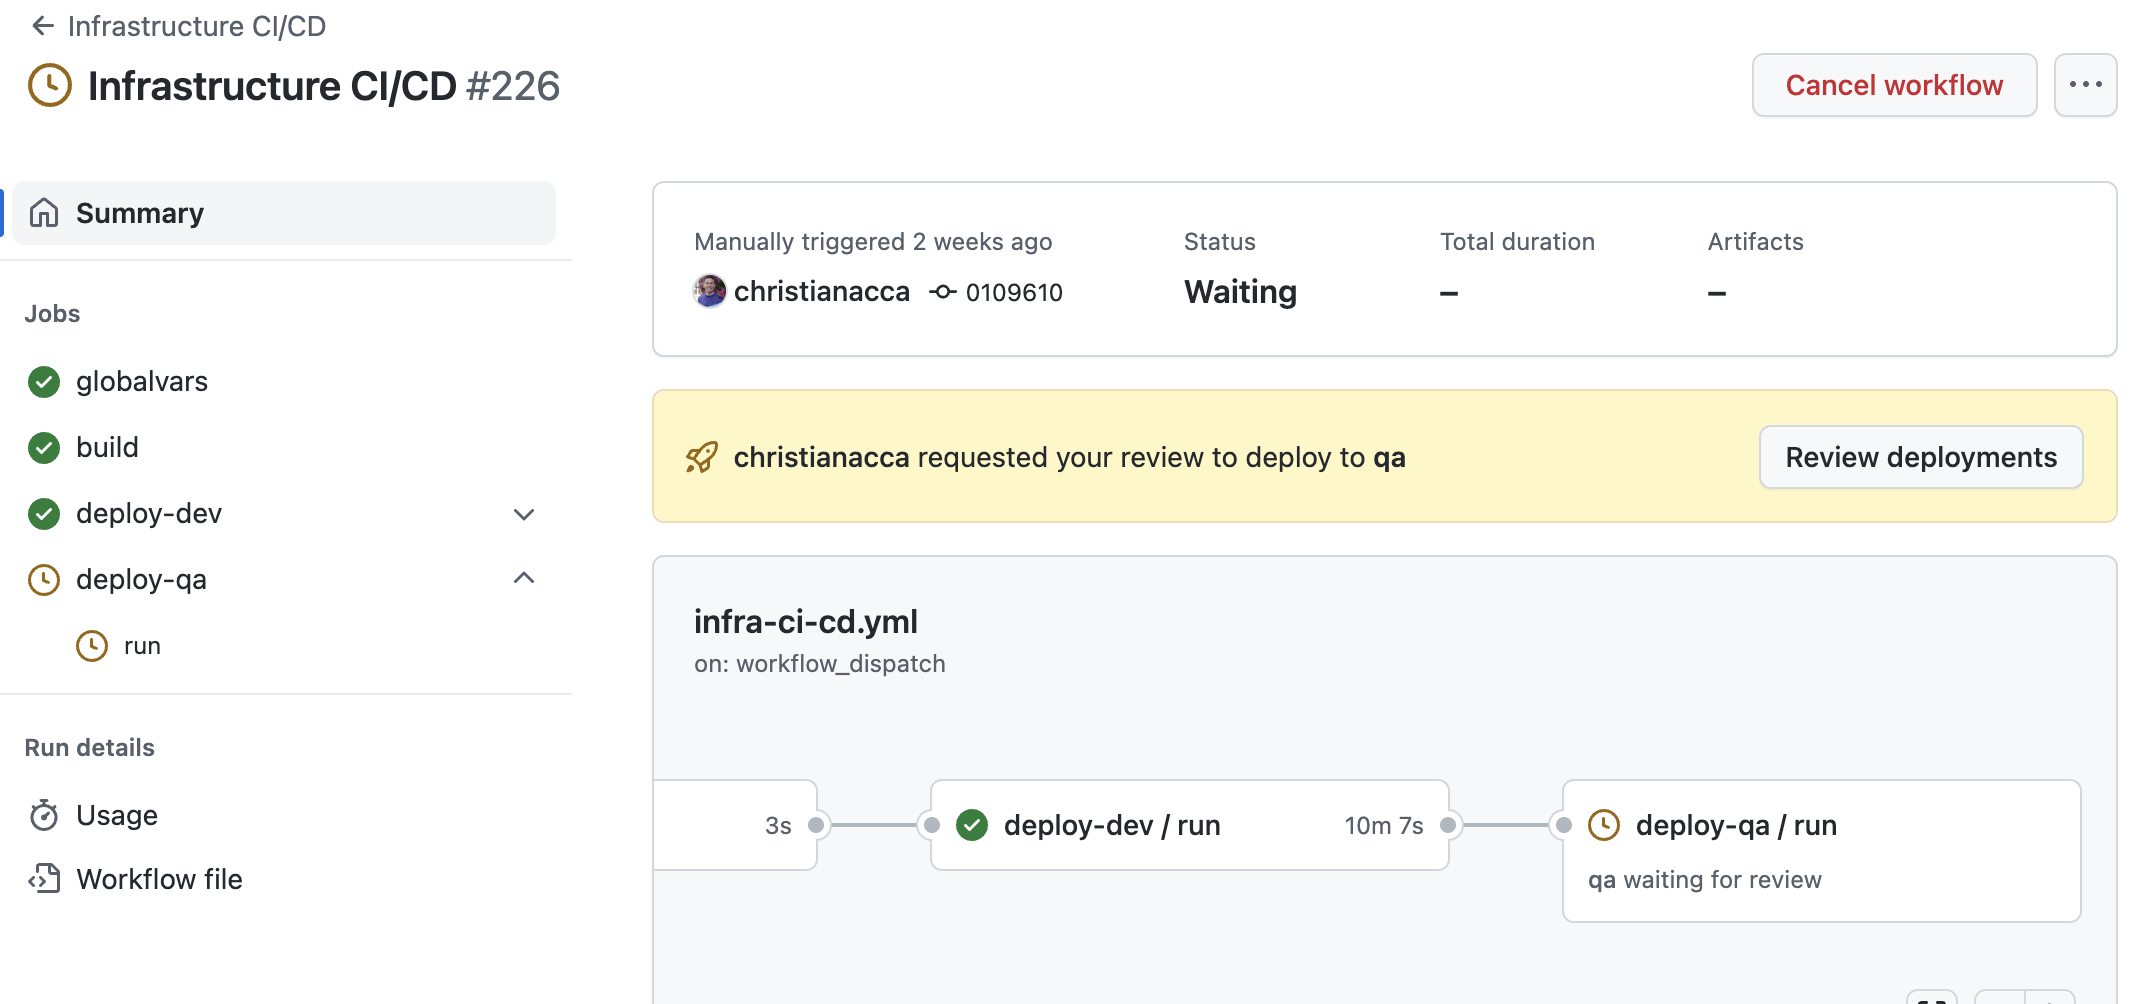 Infrastructure CI/CD
Infrastructure CI/CD #226
Cancel workflow
Summary
Jobs
globalvars
build
deploy-dev
deploy-qa
run
Run details
Usage
Workflow file
Manually triggered 2 weeks ago
christianacca 0109610
Status
Waiting
Total duration
–
Artifacts
–
christianacca requested your review to deploy to qa
Review deployments
infra-ci-cd.yml
on: workflow_dispatch
3s
deploy-dev / run 10m 7s
deploy-qa / run
qa waiting for review